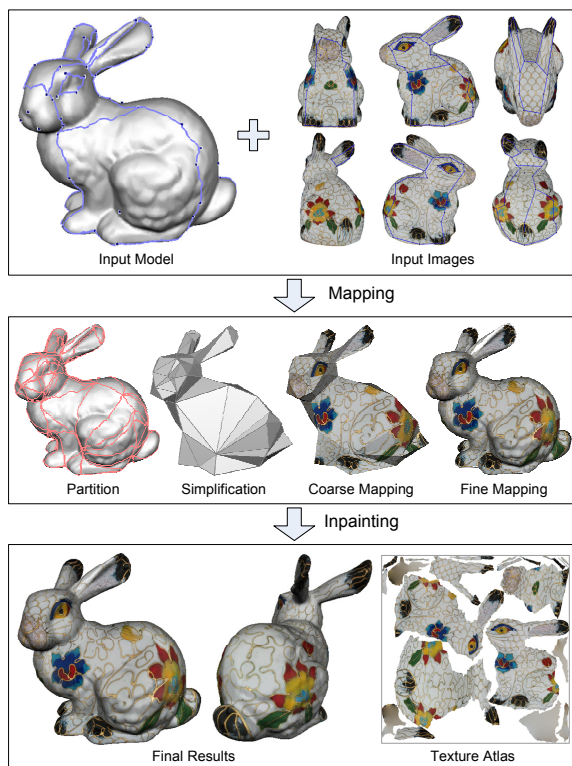 Input Model
Input Images
Mapping
Partition
Simplification
Coarse Mapping
Fine Mapping
Inpainting
Final Results
Texture Atlas